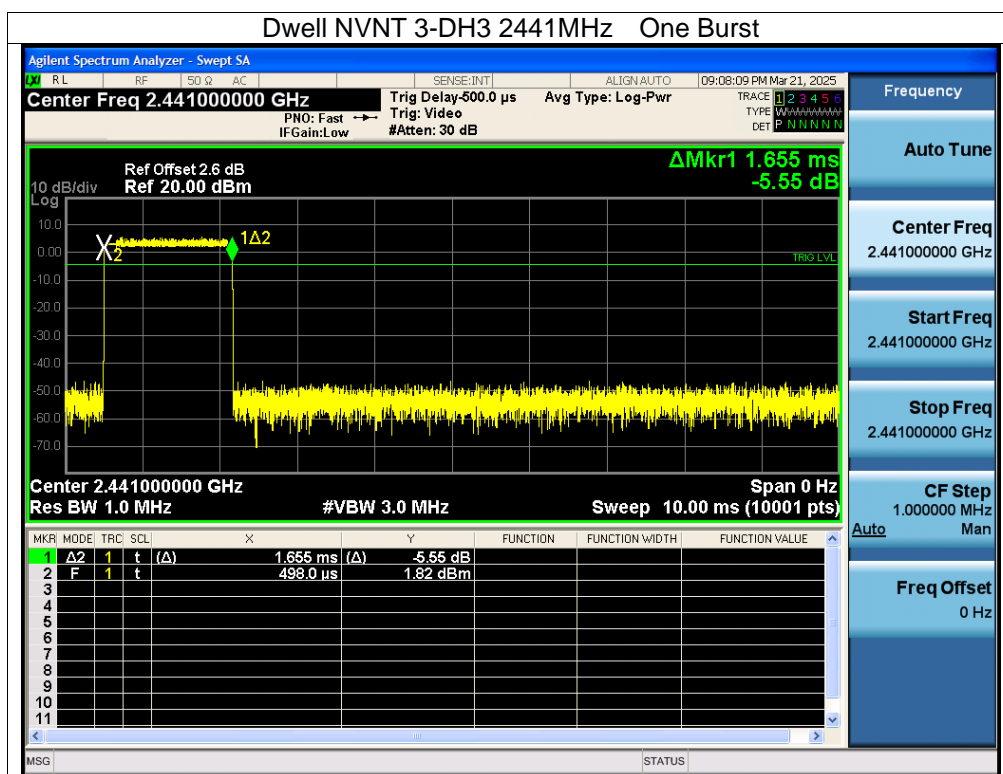 Dwell NVNT 3-DH3 2441MHz One Burst
Agilent Spectrum Analyzer - Swept SA
LXI RL RF 50 Ω AC SENSE:INT ALIGN AUTO 09:08:09 PM Mar 21, 2025
Center Freq 2.441000000 GHz Trig Delay-500.0 µs Avg Type: Log-Pwr TRACE 1 2 3 4 5 6
PNO: Fast Trig: Video TYPE WWWWWW
IFGain:Low #Atten: 30 dB DET P N N N N N
ΔMkr1 1.655 ms
-5.55 dB
Ref Offset 2.6 dB
10 dB/div Ref 20.00 dBm
Log
10.0
0.00
-10.0
-20.0
-30.0
-40.0
-50.0
-60.0
-70.0
2
1Δ2
TRIG LVL
Center 2.441000000 GHz Span 0 Hz
Res BW 1.0 MHz #VBW 3.0 MHz Sweep 10.00 ms (10001 pts)
MKR MODE TRC SCL X Y FUNCTION FUNCTION WIDTH FUNCTION VALUE
1 Δ2 1 t (Δ) 1.655 ms (Δ) -5.55 dB
2 F 1 t 498.0 µs 1.82 dBm
3
4
5
6
7
8
9
10
11
MSG STATUS
Frequency
Auto Tune
Center Freq
2.441000000 GHz
Start Freq
2.441000000 GHz
Stop Freq
2.441000000 GHz
CF Step
1.000000 MHz
Auto Man
Freq Offset
0 Hz